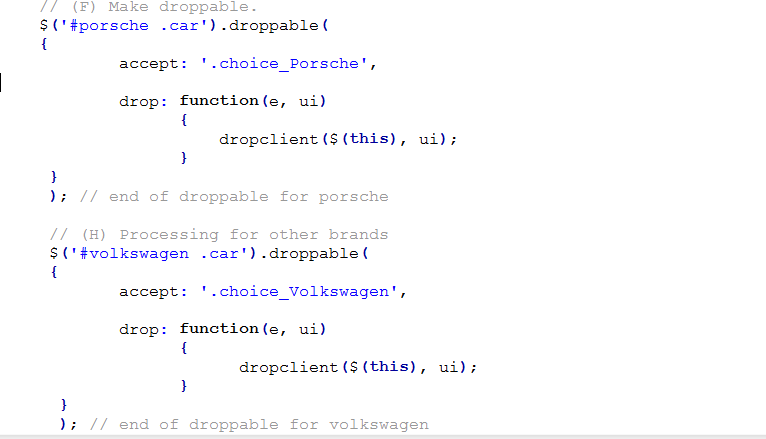 // (F) Make droppable.
$('#porsche .car').droppable(
{
accept: '.choice_Porsche',
drop: function(e, ui)
{
dropclient($(this), ui);
}
}
); // end of droppable for porsche
// (H) Processing for other brands
$('#volkswagen .car').droppable(
{
accept: '.choice_Volkswagen',
drop: function(e, ui)
{
dropclient($(this), ui);
}
}
); // end of droppable for volkswagen